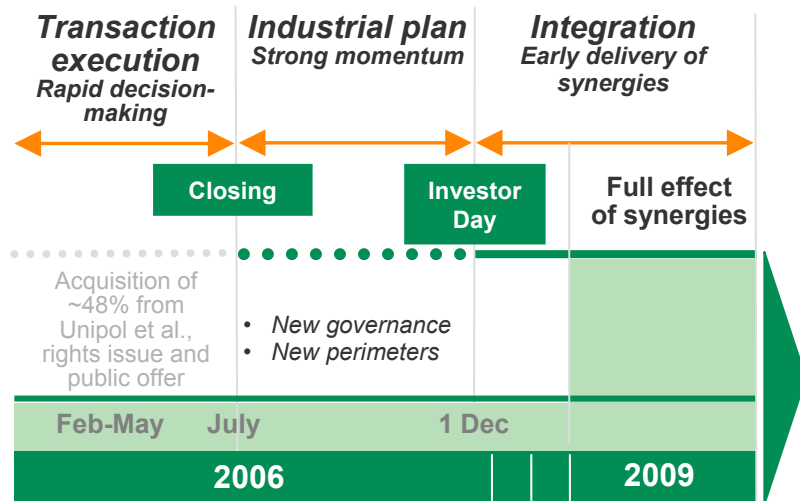 Transaction
execution
Rapid decision-
making
Industrial plan
Strong momentum
Integration
Early delivery of
synergies
Closing
Investor
Day
Full effect
of synergies
Acquisition of
~48% from
Unipol et al.,
rights issue and
public offer
• New governance
• New perimeters
Feb-May
July
1 Dec
2006
2009